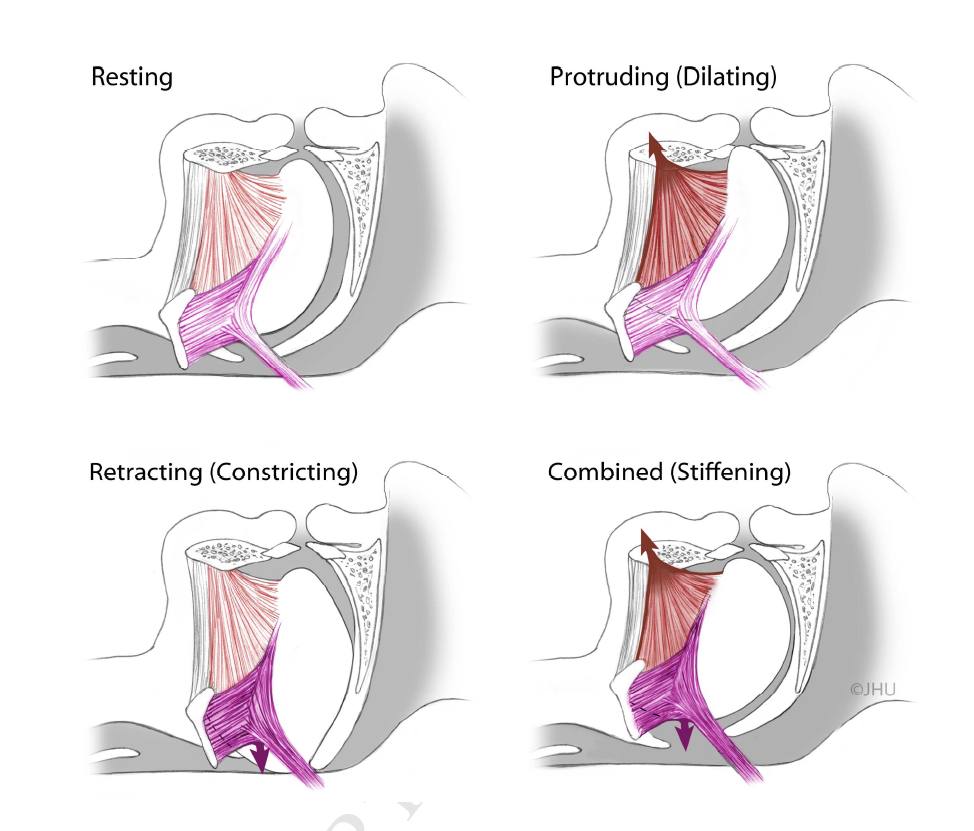 Resting
Protruding (Dilating)
Retracting (Constricting)
Combined (Stiffening)
©JHU